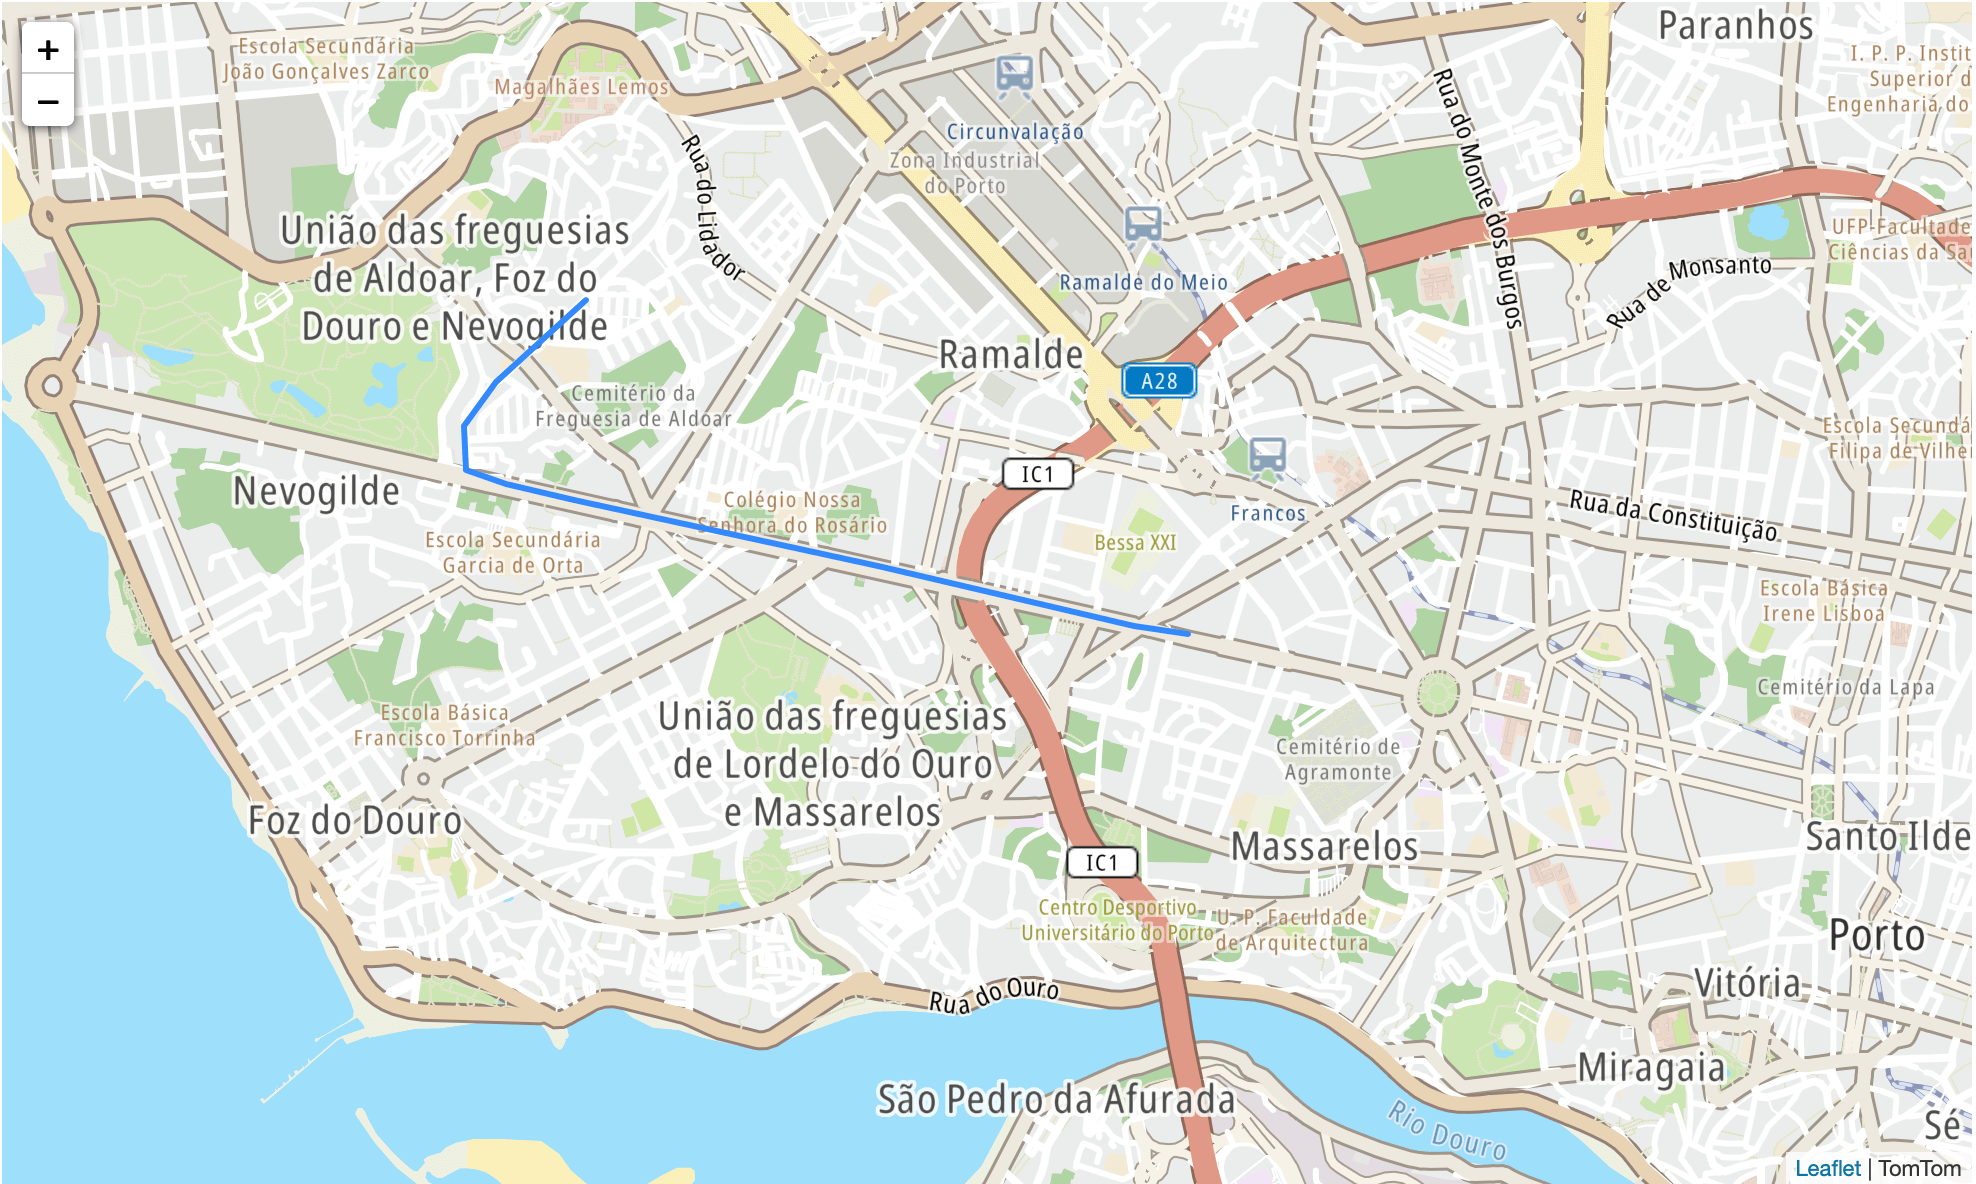 +
−
Escola Secundária
João Gonçalves Zarco
Magalhães Lemos
Paranhos
Superior d
Circunvalação
Zona Industrial
do Porto
Rua do Lidador
Rua do Monte dos Burgos
União das freguesias
de Aldoar, Foz do
Douro e Nevogilde
UFP-Faculdade
Rua de Monsanto
Ramalde do Meio
Ramalde
A28
Cemitério da
Freguesia de Aldoar
Escola Secundá
Filipa de Vilhe
Nevogilde
IC1
Colégio Nossa
Senhora do Rosário
Francos
Rua da Constituição
Escola Secundária
Garcia de Orta
Bessa XXI
Escola Básica
Irene Lisboa
Cemitério da Lapa
Escola Básica
Francisco Torrinha
União das freguesias
de Lordelo do Ouro
e Massarelos
Cemitério de
Agramonte
Foz do Douro
Massarelos
Santo Ilde
IC1
Centro Desportivo
Universitário do Porto
U. P. Faculdade
de Arquitectura
Porto
Vitória
Rua do Ouro
Miragaia
São Pedro da Afurada
Rio Douro
Sé
Leaflet | TomTom